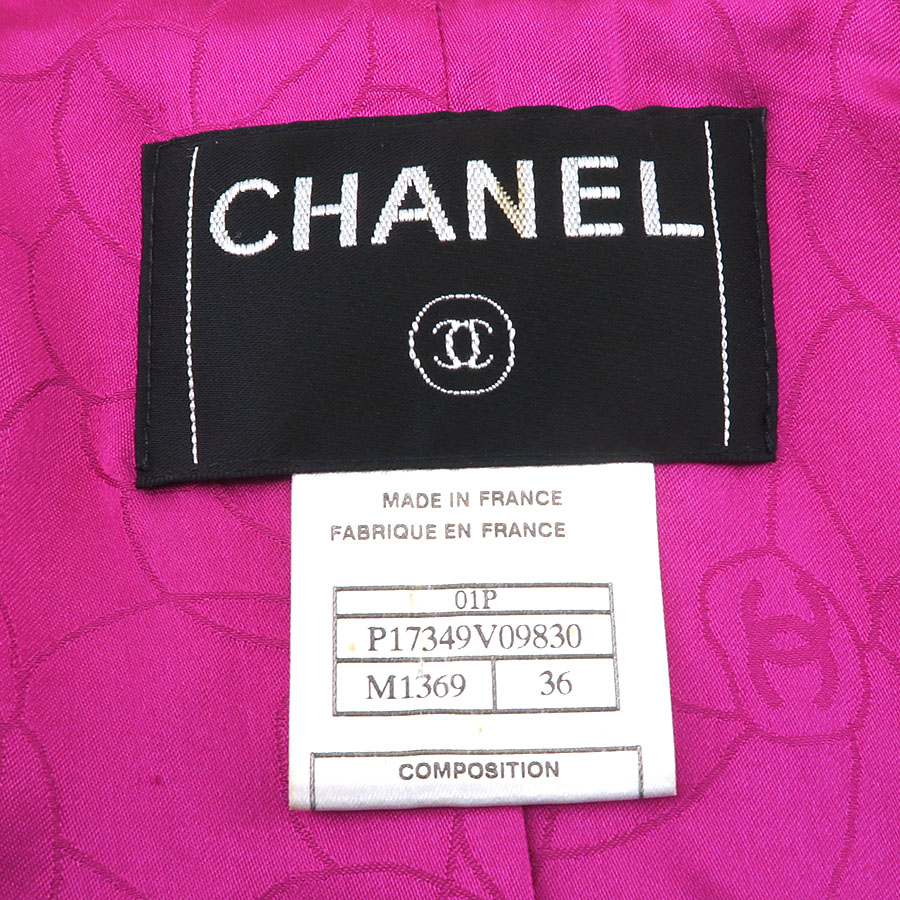 CHANEL
MADE IN FRANCE
FABRIQUE EN FRANCE
01P
P17349V09830
M1369 36
COMPOSITION